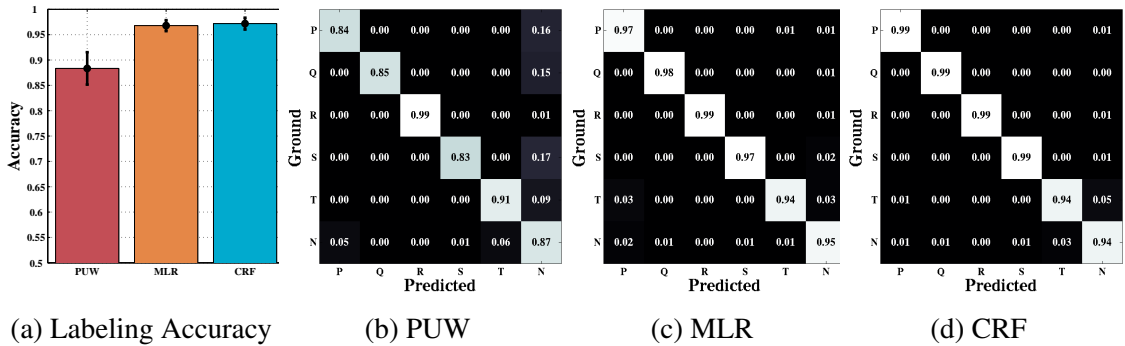 Accuracy
1
0.95
0.9
0.85
0.8
0.75
0.7
0.65
0.6
0.55
0.5
PUW MLR CRF
(a) Labeling Accuracy
Ground
P 0.84 0.00 0.00 0.00 0.00 0.16
Q 0.00 0.85 0.00 0.00 0.00 0.15
R 0.00 0.00 0.99 0.00 0.00 0.01
S 0.00 0.00 0.00 0.83 0.00 0.17
T 0.00 0.00 0.00 0.00 0.91 0.09
N 0.05 0.00 0.00 0.01 0.06 0.87
P Q R S T N
Predicted
(b) PUW
Ground
P 0.97 0.00 0.00 0.00 0.01 0.01
Q 0.00 0.98 0.00 0.00 0.01 0.01
R 0.00 0.00 0.99 0.00 0.00 0.01
S 0.00 0.00 0.00 0.97 0.00 0.02
T 0.03 0.00 0.00 0.00 0.94 0.03
N 0.02 0.01 0.01 0.01 0.01 0.95
P Q R S T N
Predicted
(c) MLR
Ground
P 0.99 0.00 0.00 0.00 0.00 0.01
Q 0.00 0.99 0.00 0.00 0.00 0.00
R 0.00 0.00 0.99 0.00 0.00 0.01
S 0.00 0.00 0.00 0.99 0.00 0.01
T 0.01 0.00 0.00 0.00 0.94 0.05
N 0.01 0.01 0.00 0.01 0.03 0.94
P Q R S T N
Predicted
(d) CRF